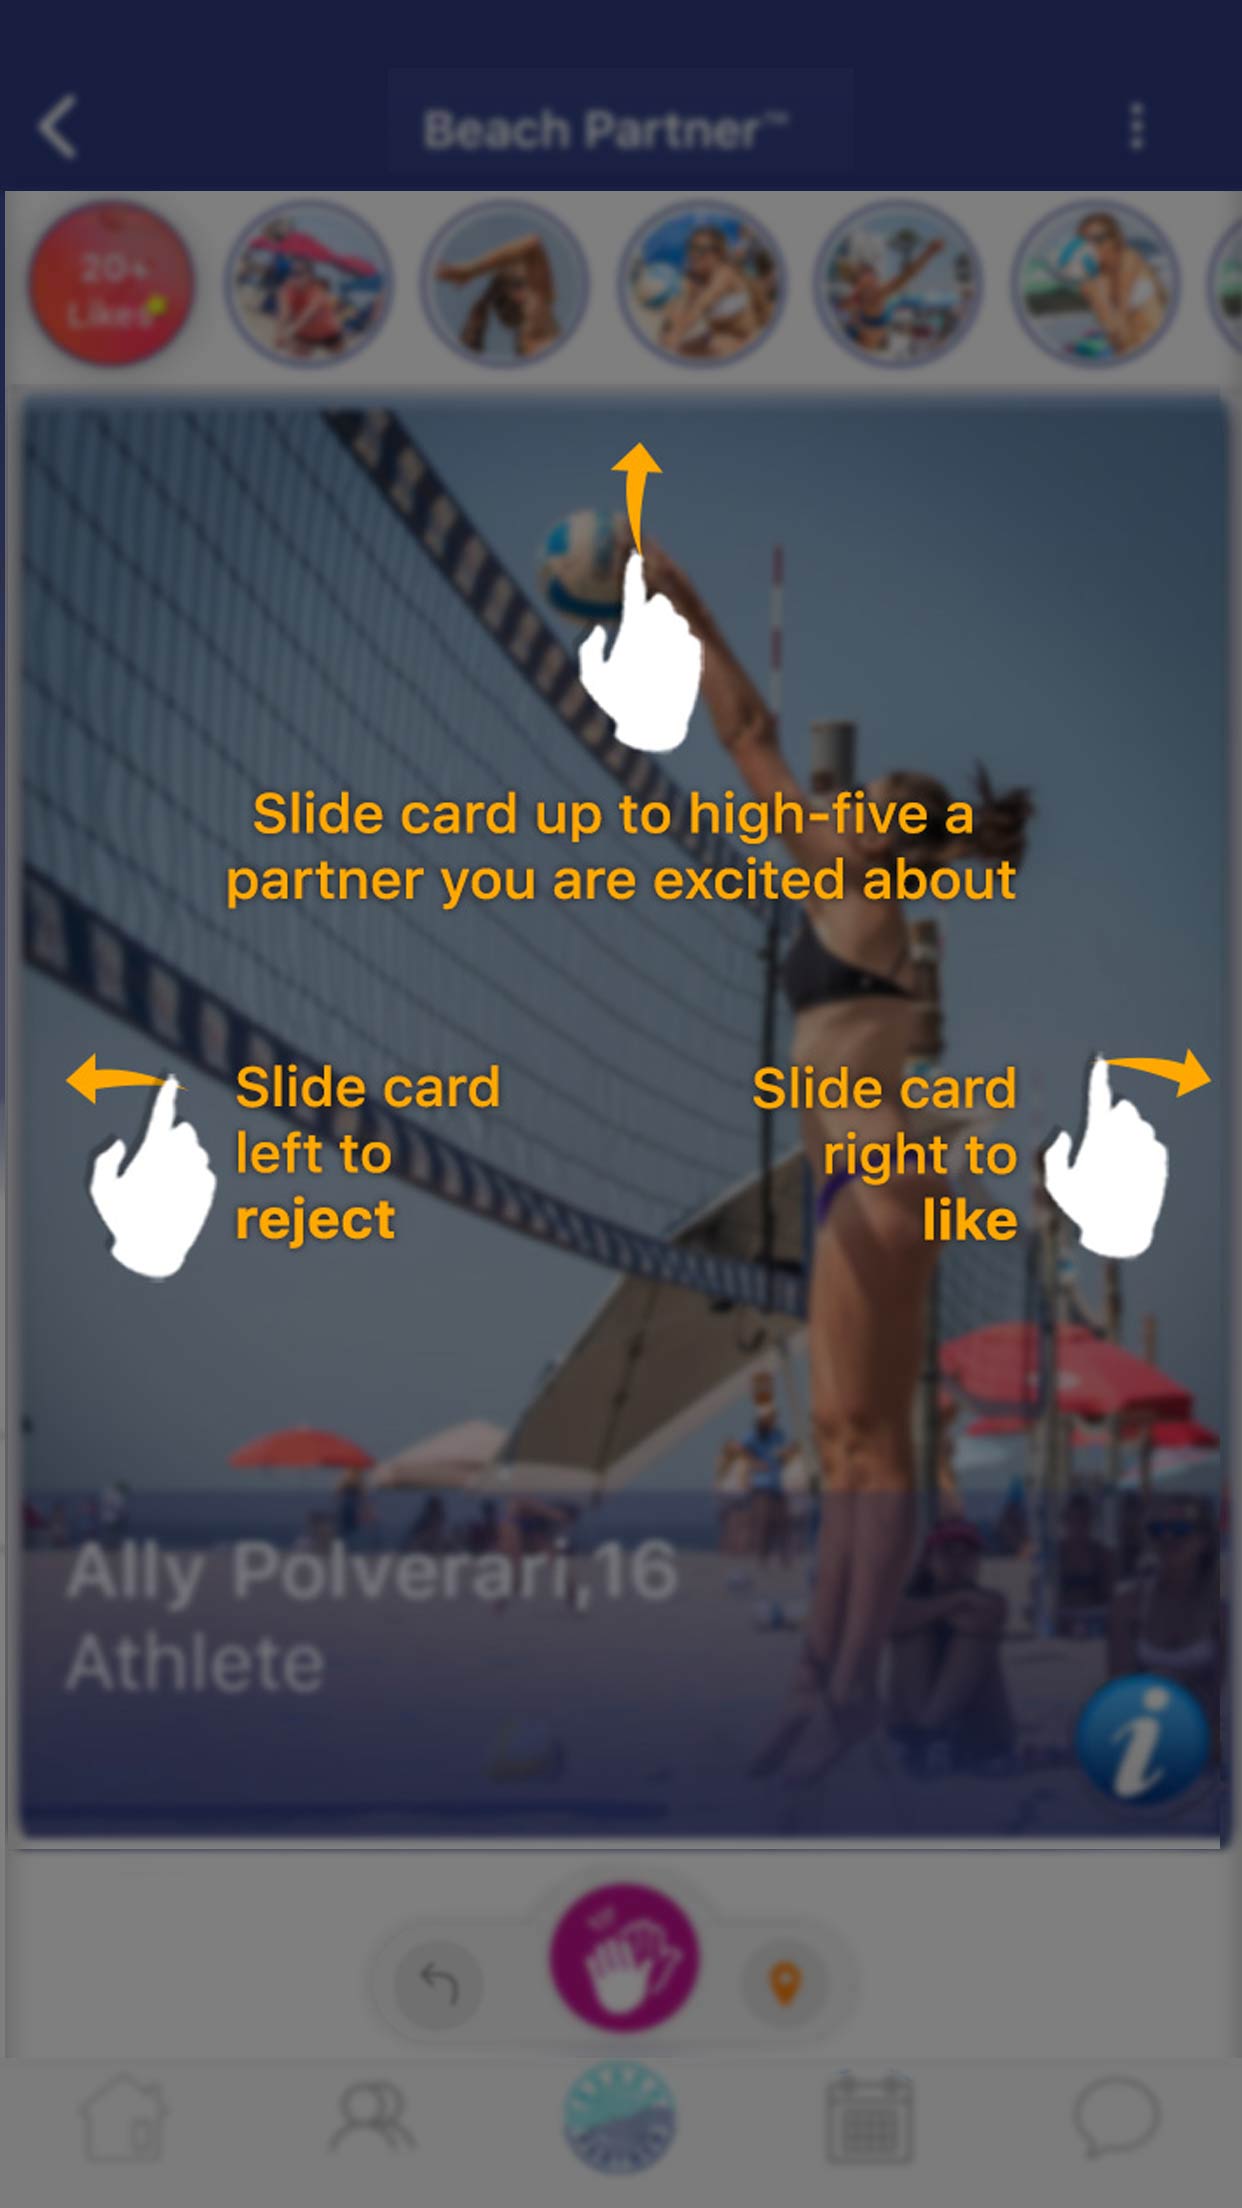 Beach Partner™
20+
Likes
Slide card up to high-five a
partner you are excited about
Slide card
left to
reject
Slide card
right to
like
Ally Polverari,16
Athlete
i
PARTNER